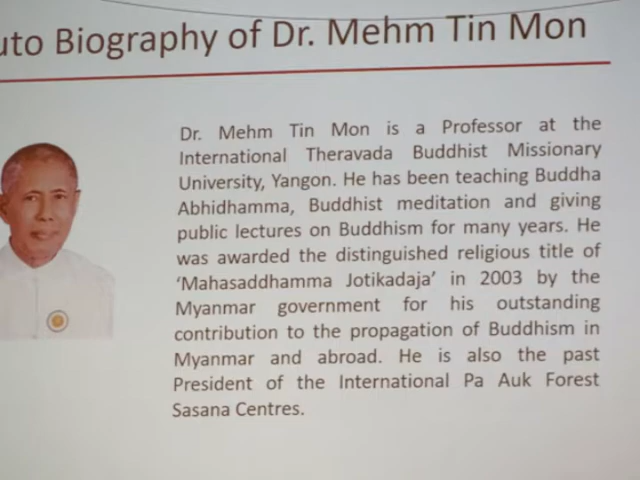 uto Biography of Dr. Mehm Tin Mon
Dr. Mehm Tin Mon is a Professor at the
International Theravada Buddhist Missionary
University, Yangon. He has been teaching Buddha
Abhidhamma, Buddhist meditation and giving
public lectures on Buddhism for many years. He
was awarded the distinguished religious title of
‘Mahasaddhamma Jotikadaja’ in 2003 by the
Myanmar government for his outstanding
contribution to the propagation of Buddhism in
Myanmar and abroad. He is also the past
President of the International Pa Auk Forest
Sasana Centres.